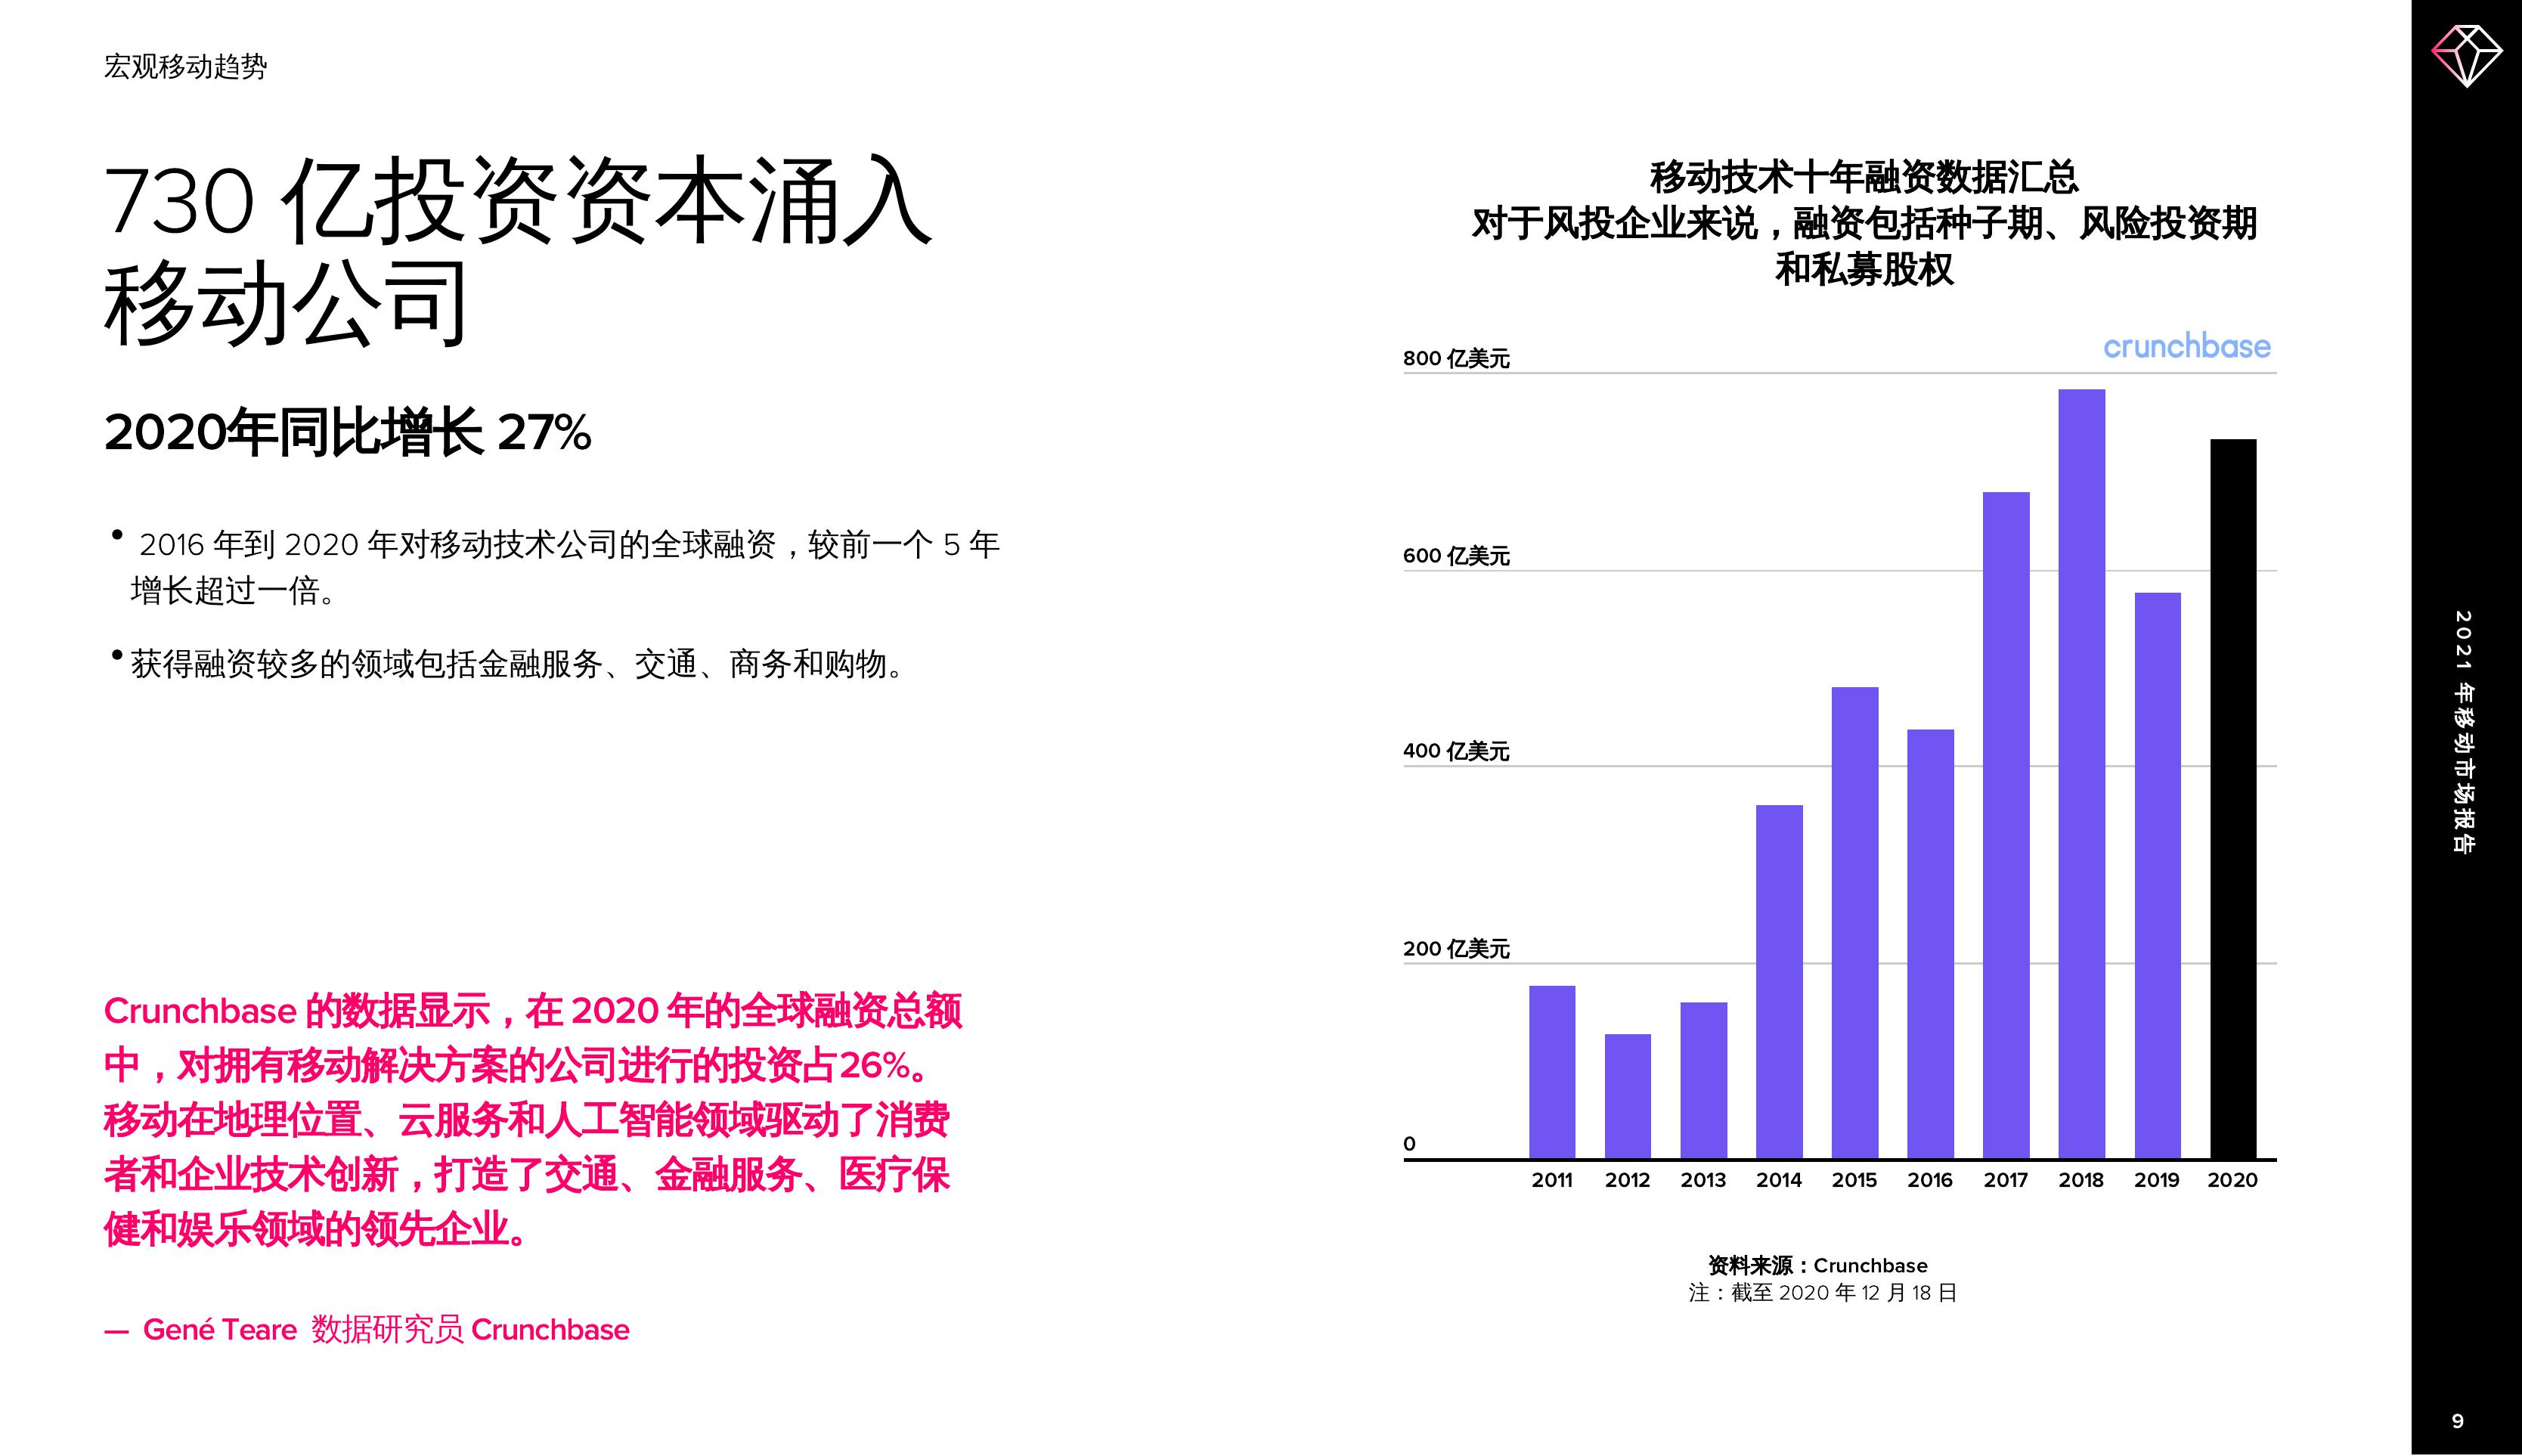 宏观移动趋势
730 亿投资资本涌入
移动公司
2020年同比增长 27%
• 2016 年到 2020 年对移动技术公司的全球融资，较前一个 5 年
增长超过一倍。
• 获得融资较多的领域包括金融服务、交通、商务和购物。
Crunchbase 的数据显示，在 2020 年的全球融资总额
中，对拥有移动解决方案的公司进行的投资占26%。
移动在地理位置、云服务和人工智能领域驱动了消费
者和企业技术创新，打造了交通、金融服务、医疗保
健和娱乐领域的领先企业。
— Gené Teare 数据研究员 Crunchbase
移动技术十年融资数据汇总
对于风投企业来说，融资包括种子期、风险投资期
和私募股权
crunchbase
800 亿美元
600 亿美元
400 亿美元
200 亿美元
0
2011 2012 2013 2014 2015 2016 2017 2018 2019 2020
资料来源：Crunchbase
注：截至 2020 年 12 月 18 日
2021 年移动市场报告
9